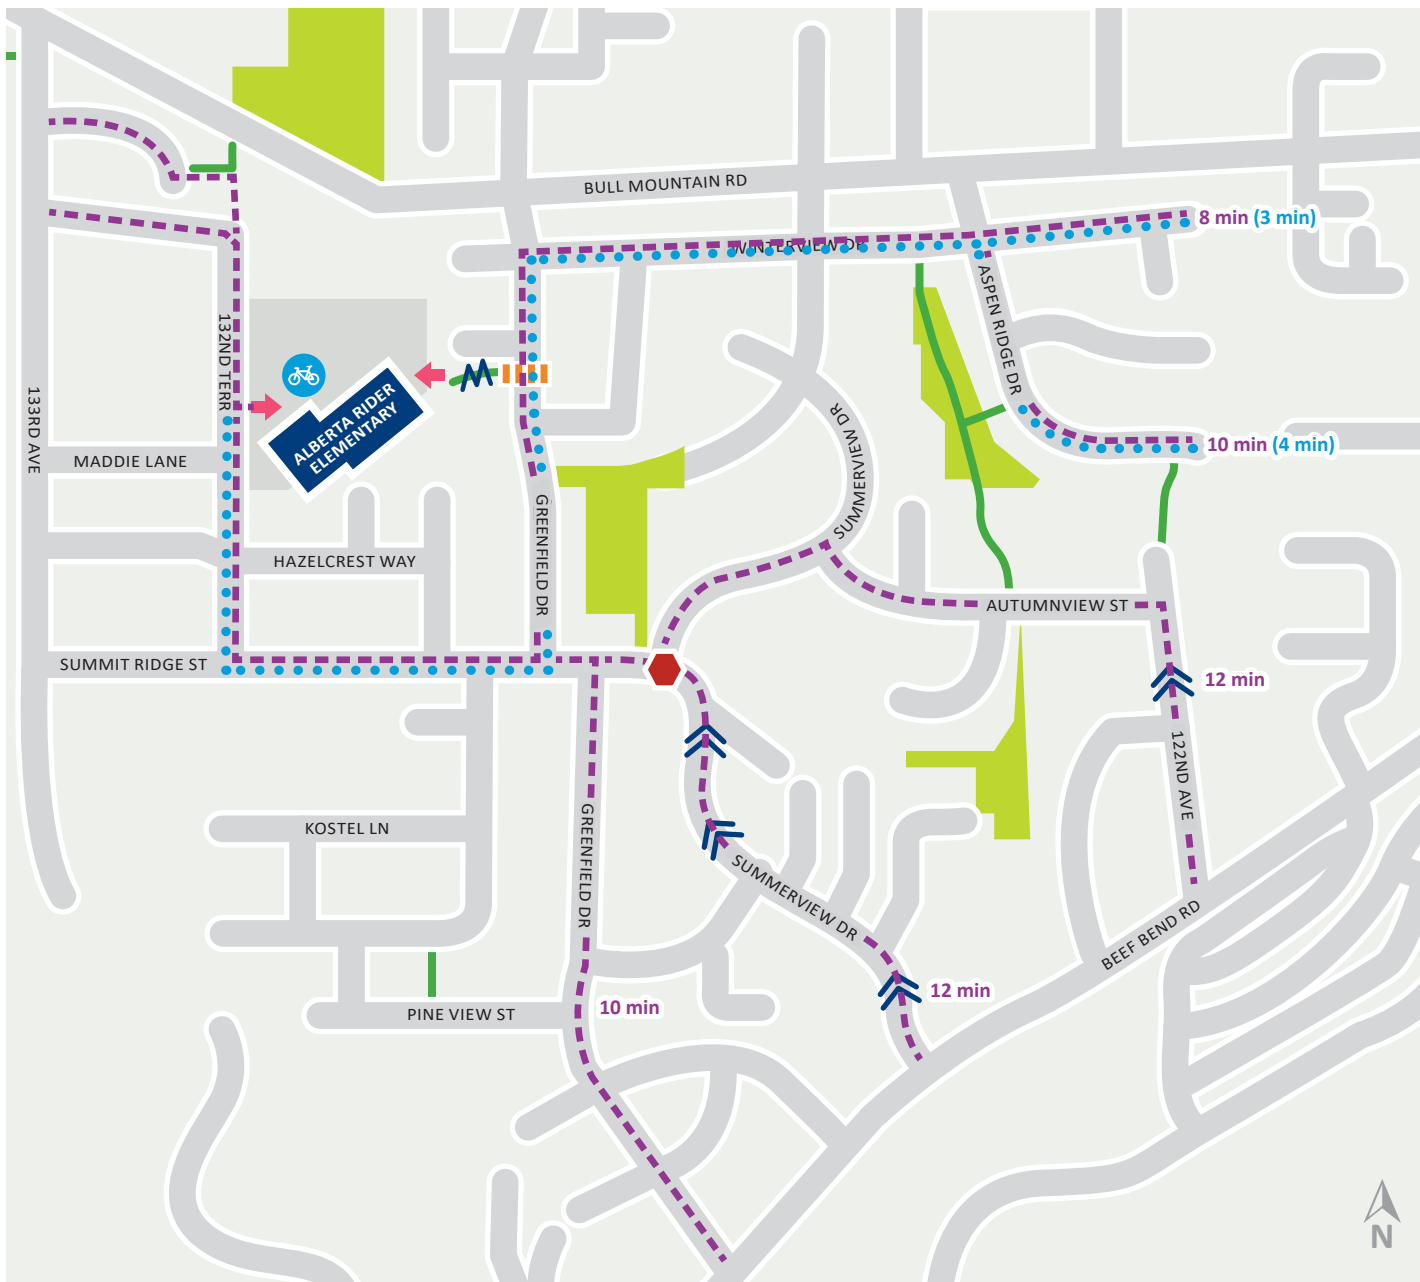 BULL MOUNTAIN RD
8 min (3 min)
WINTERVIEW DR
ASPEN RIDGE DR
132ND TERR
133RD AVE
ALBERTA RIDER
ELEMENTARY
SUMMERVIEW DR
10 min (4 min)
MADDIE LANE
GREENFIELD DR
HAZELCREST WAY
AUTUMNVIEW ST
SUMMIT RIDGE ST
12 min
122ND AVE
KOSTEL LN
GREENFIELD DR
SUMMERVIEW DR
BEEF BEND RD
12 min
10 min
PINE VIEW ST
N